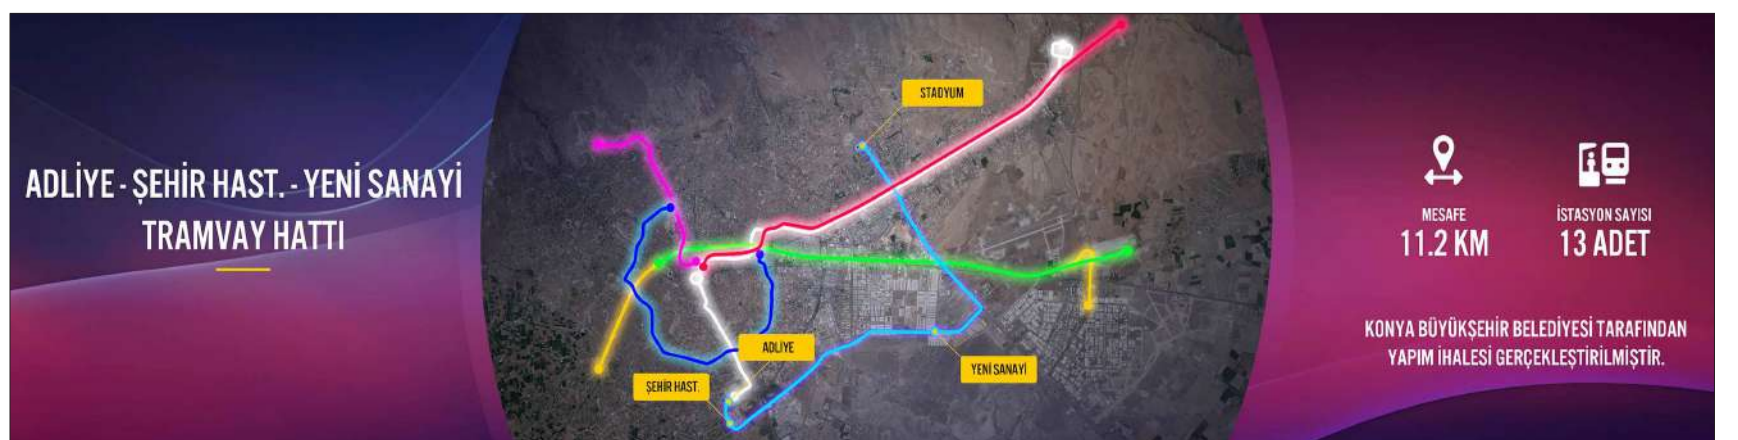 ADLİYE - ŞEHİR HAST. - YENİ SANAYİ
TRAMVAY HATTI
STADYUM
ADLİYE
ŞEHİR HAST.
YENİ SANAYİ
MESAFE
11.2 KM
İSTASYON SAYISI
13 ADET
KONYA BÜYÜKŞEHİR BELEDİYESİ TARAFINDAN
YAPIM İHALESİ GERÇEKLEŞTİRİLMİŞTİR.